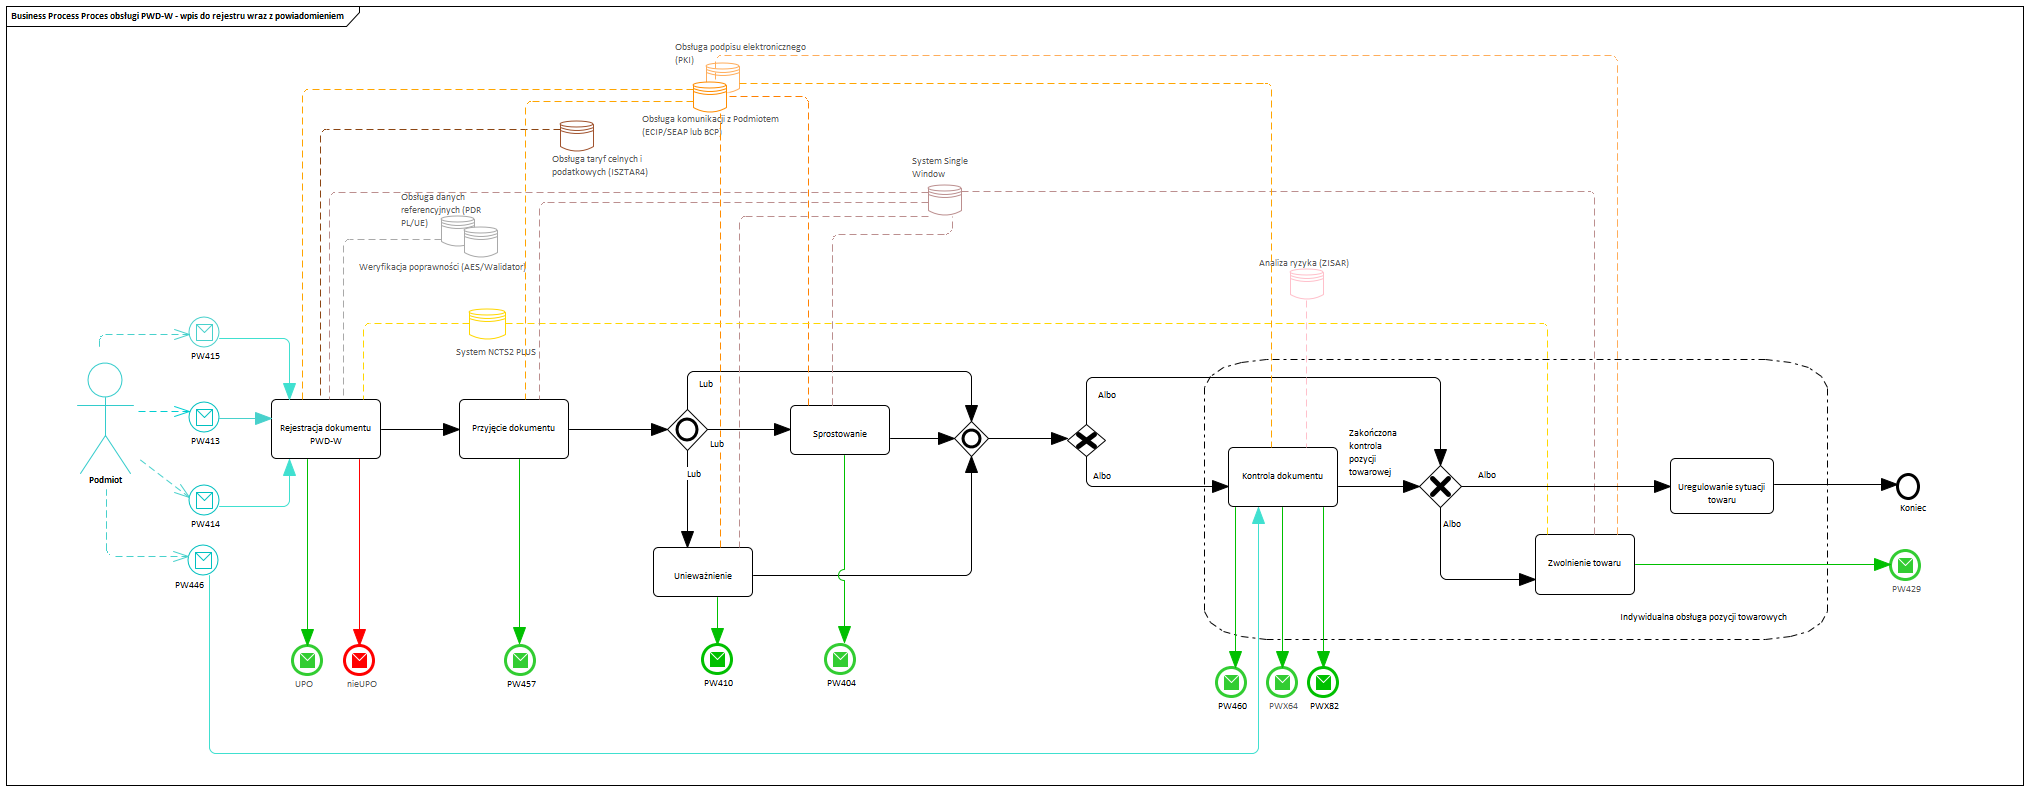 Business Process Proces obsługi PWD-W - wpis do rejestru wraz z powiadomieniem
Obsługa podpisu elektronicznego
(PKI)
Obsługa komunikacji z Podmiotem
(ECIP/SEAP lub BCP)
Obsługa taryf celnych i
podatkowych (ISZTAR4)
System Single
Window
Obsługa danych
referencyjnych (PDR
PL/UE)
Weryfikacja poprawności (AES/Walidator)
Analiza ryzyka (ZISAR)
System NCTS2 PLUS
PW415
PW413
PW414
PW446
Podmiot
Rejestracja dokumentu
PWD-W
Przyjęcie dokumentu
Lub
Lub
Lub
Sprostowanie
Unieważnienie
Albo
Albo
Kontrola dokumentu
Zakończona
kontrola
pozycji
towarowej
Albo
Albo
Uregulowanie sytuacji
towaru
Zwolnienie towaru
Koniec
PW429
Indywidualna obsługa pozycji towarowych
UPO
nieUPO
PW457
PW410
PW404
PW460
PWX64
PWX82